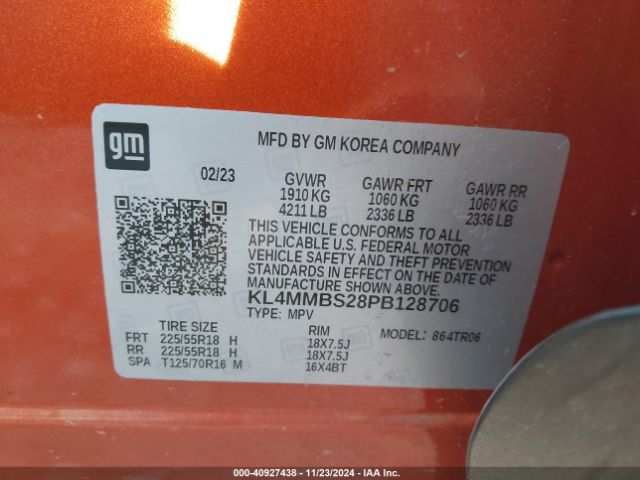 gm
MFD BY GM KOREA COMPANY
02/23
GVWR GAWR FRT GAWR RR
1910 KG 1060 KG 1060 KG
4211 LB 2336 LB 2336 LB
THIS VEHICLE CONFORMS TO ALL
APPLICABLE U.S. FEDERAL MOTOR
VEHICLE SAFETY AND THEFT PREVENTION
STANDARDS IN EFFECT ON THE DATE OF
MANUFACTURE SHOWN ABOVE.
KL4MMBS28PB128706
TYPE: MPV
TIRE SIZE RIM MODEL: 864TR06
FRT 225/55R18 H 18X7.5J
RR 225/55R18 H 18X7.5J
SPA T125/70R16 M 16X4BT
000-40927438 - 11/23/2024 - IAA Inc.